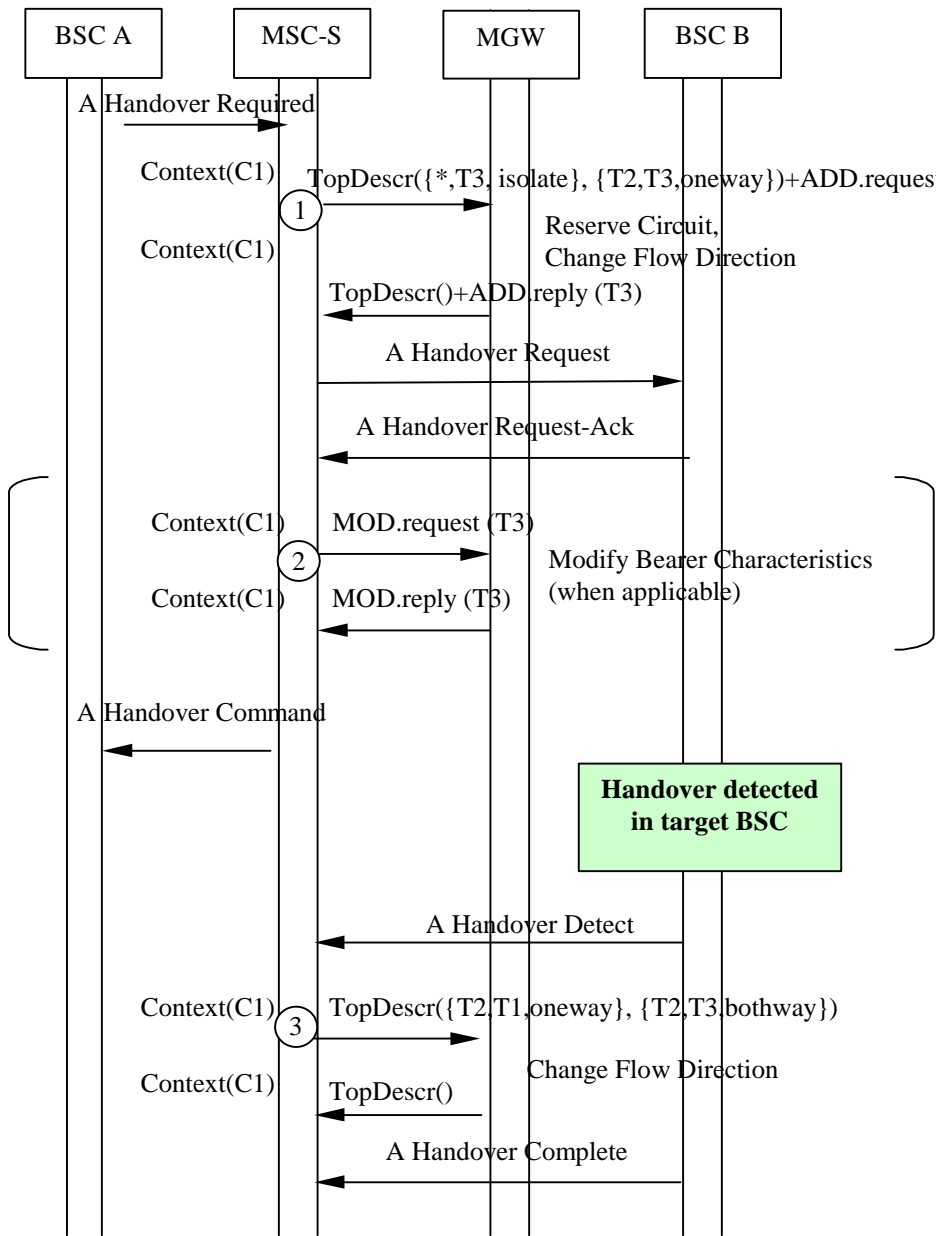 BSC A
MSC-S
MGW
BSC B
A Handover Required
Context(C1)
TopDescr({*,T3, isolate}, {T2,T3,oneway})+ADD.request
1
Reserve Circuit,
Change Flow Direction
Context(C1)
TopDescr()+ADD.reply (T3)
A Handover Request
A Handover Request-Ack
Context(C1)
MOD.request (T3)
2
Modify Bearer Characteristics
(when applicable)
Context(C1)
MOD.reply (T3)
A Handover Command
Handover detected
in target BSC
A Handover Detect
Context(C1)
TopDescr({T2,T1,oneway}, {T2,T3,bothway})
3
Change Flow Direction
Context(C1)
TopDescr()
A Handover Complete